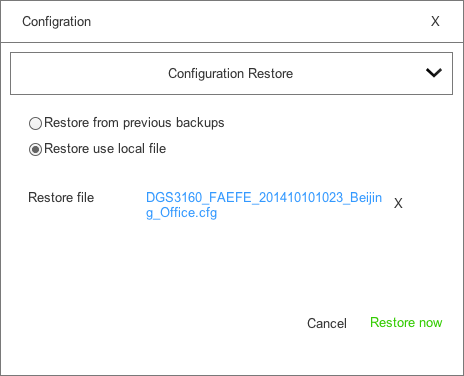 Configration X
Configuration Restore
Restore from previous backups
Restore use local file
Restore file DGS3160_FAEFE_201410101023_Beijin X
g_Office.cfg
Cancel Restore now